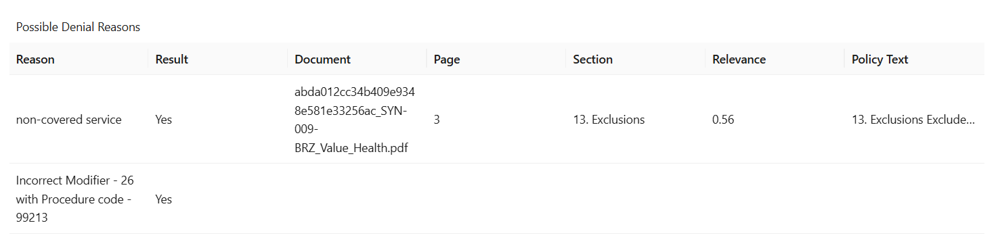 Possible Denial Reasons
Reason Result Document Page Section Relevance Policy Text
abda012cc34b409e934
8e581e33256ac_SYN-
non-covered service Yes 3 13. Exclusions 0.56 13. Exclusions Exclude...
009-
BRZ_Value_Health.pdf
Incorrect Modifier - 26
with Procedure code - Yes
99213